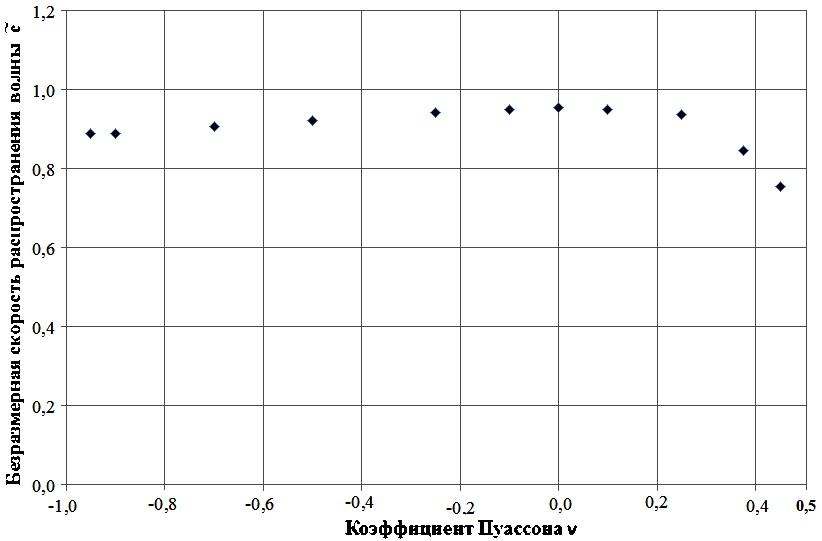 Безразмерная скорость распространения волны c̃
1,2
1,0
0,8
0,6
0,4
0,2
0,0
-1,0 -0,8 -0,6 -0,4 -0.2 0,0 0,2 0,4 0,5
Коэффициент Пуассона ν